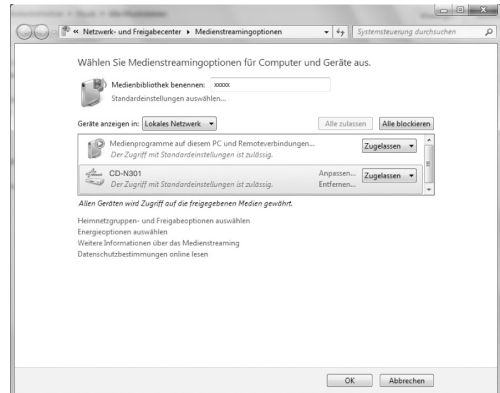 « Netzwerk- und Freigabecenter ▸ Medienstreamingoptionen
Systemsteuerung durchsuchen
Wählen Sie Medienstreamingoptionen für Computer und Geräte aus.
Medienbibliothek benennen: xxxxx
Standardeinstellungen auswählen...
Geräte anzeigen in: Lokales Netzwerk
Alle zulassen
Alle blockieren
Medienprogramme auf diesem PC und Remoteverbindungen...
Der Zugriff mit Standardeinstellungen ist zulässig.
Zugelassen
CD-N301
Der Zugriff mit Standardeinstellungen ist zulässig.
Anpassen...
Entfernen...
Zugelassen
Allen Geräten wird Zugriff auf die freigegebenen Medien gewährt.
Heimnetzgruppen- und Freigabeoptionen auswählen
Energieoptionen auswählen
Weitere Informationen über das Medienstreaming
Datenschutzbestimmungen online lesen
OK
Abbrechen